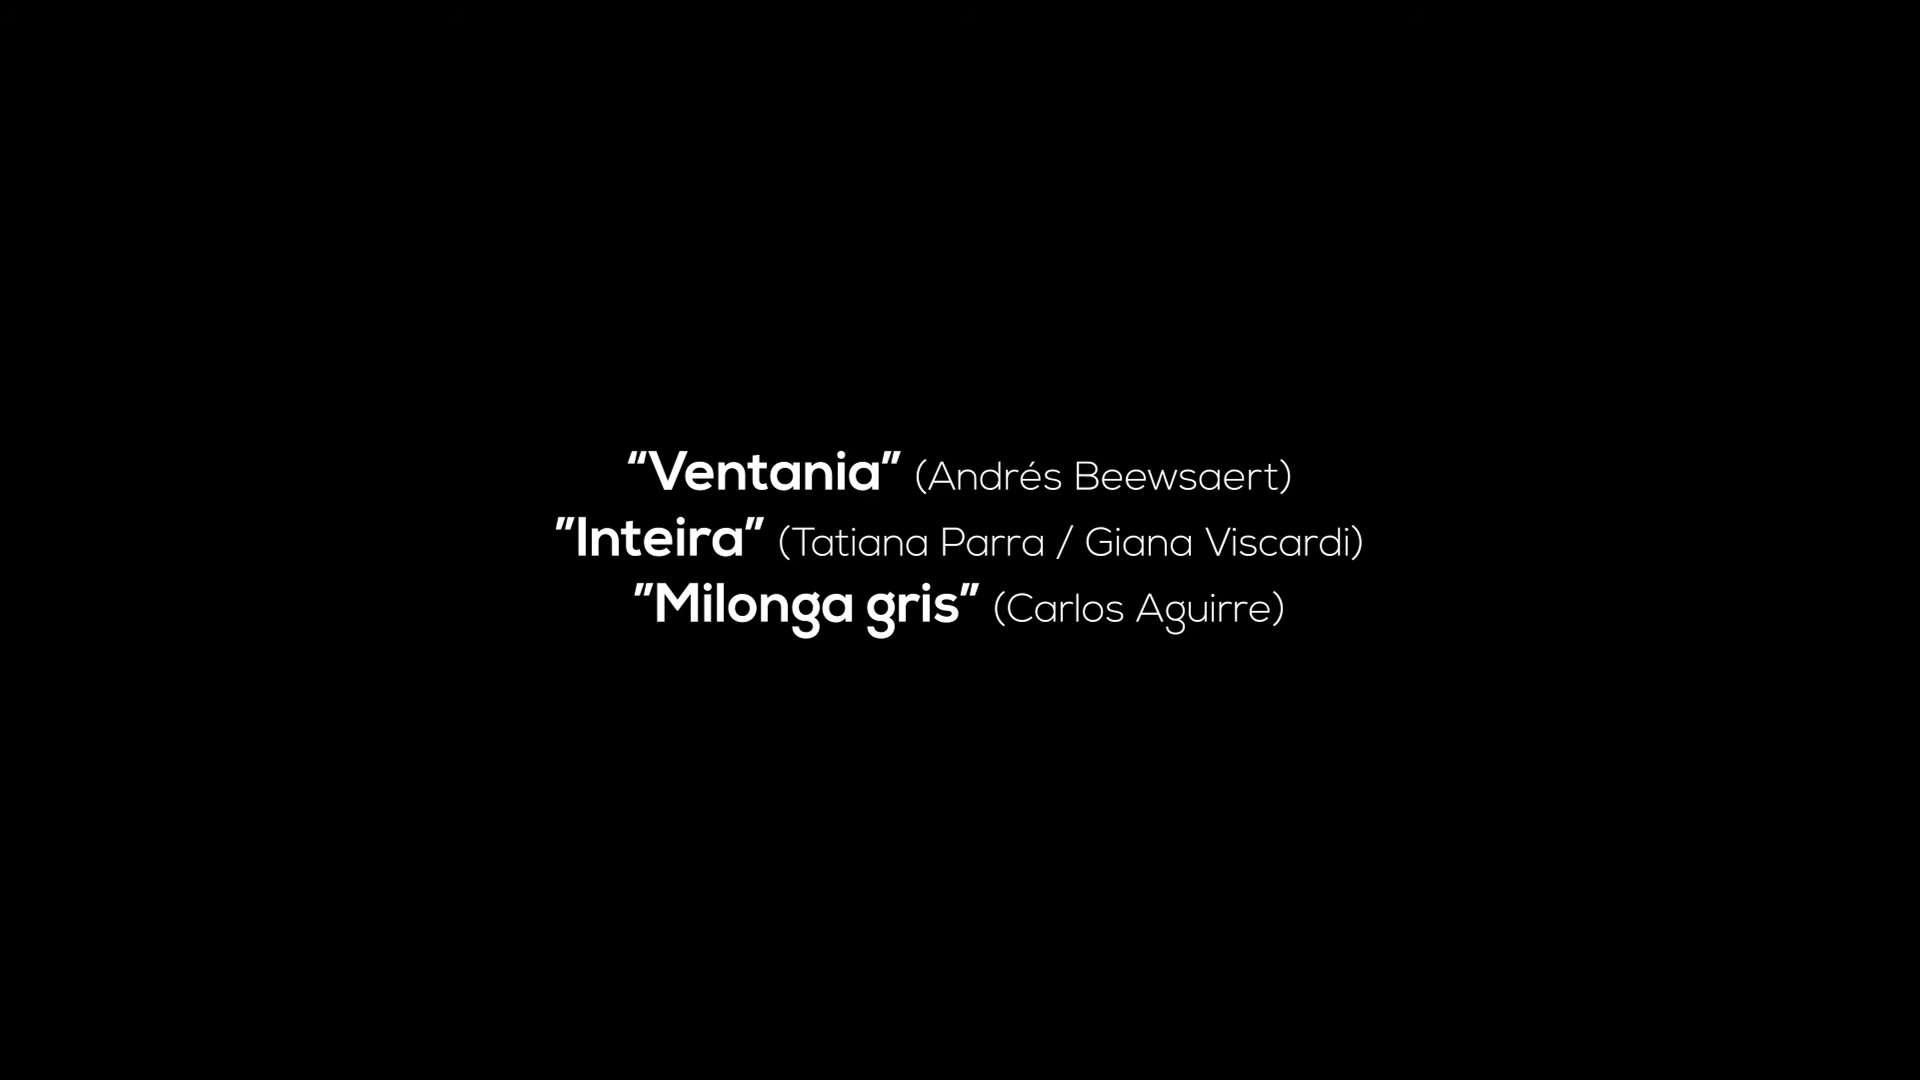 “Ventania” (Andrés Beewsaert)
”Inteira” (Tatiana Parra / Giana Viscardi)
”Milonga gris” (Carlos Aguirre)